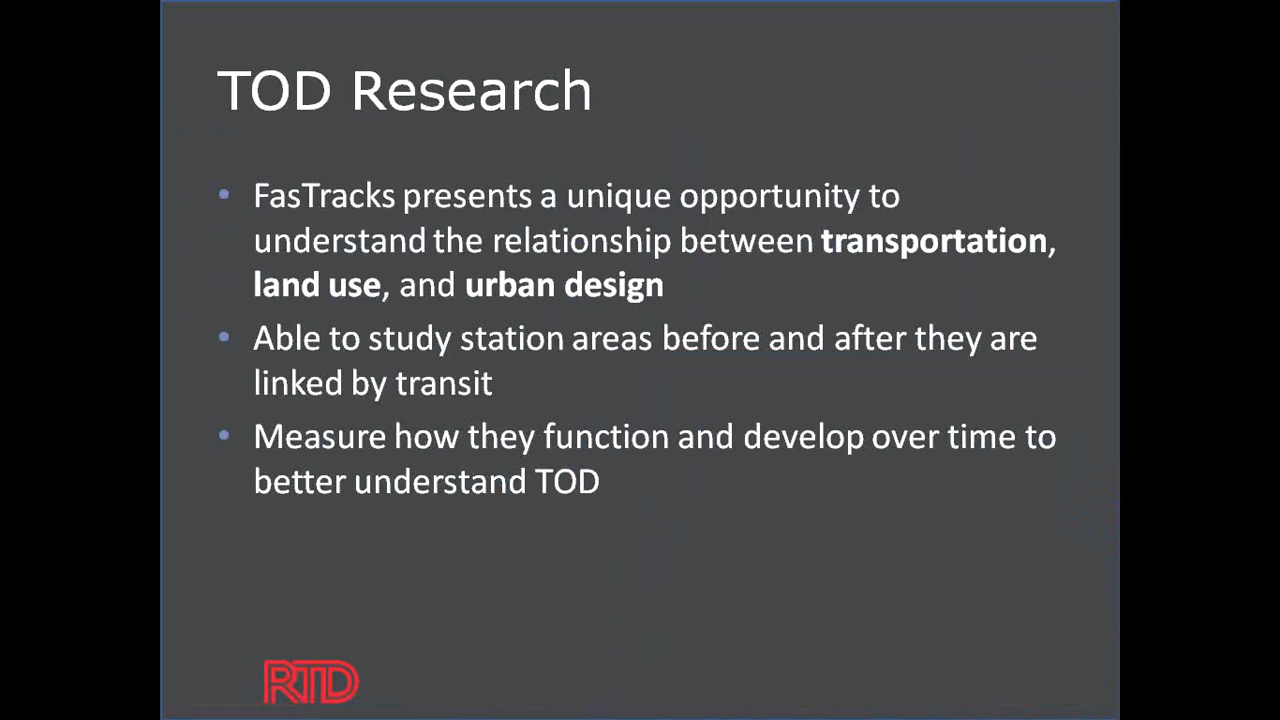 TOD Research
• FasTracks presents a unique opportunity to
understand the relationship between transportation,
land use, and urban design
• Able to study station areas before and after they are
linked by transit
• Measure how they function and develop over time to
better understand TOD
RTD